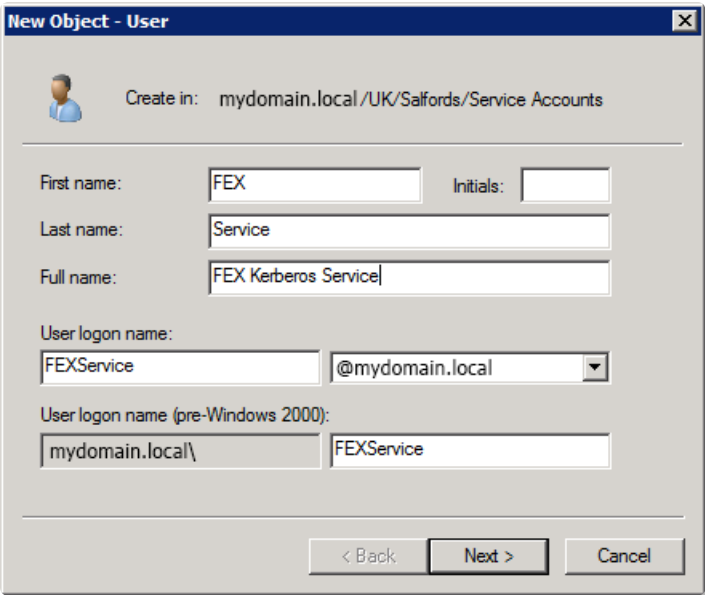 New Object - User
Create in: mydomain.local/UK/Salfords/Service Accounts
First name: FEX Initials:
Last name: Service
Full name: FEX Kerberos Service
User logon name:
FEXService @mydomain.local
User logon name (pre-Windows 2000):
mydomain.local\ FEXService
< Back Next > Cancel